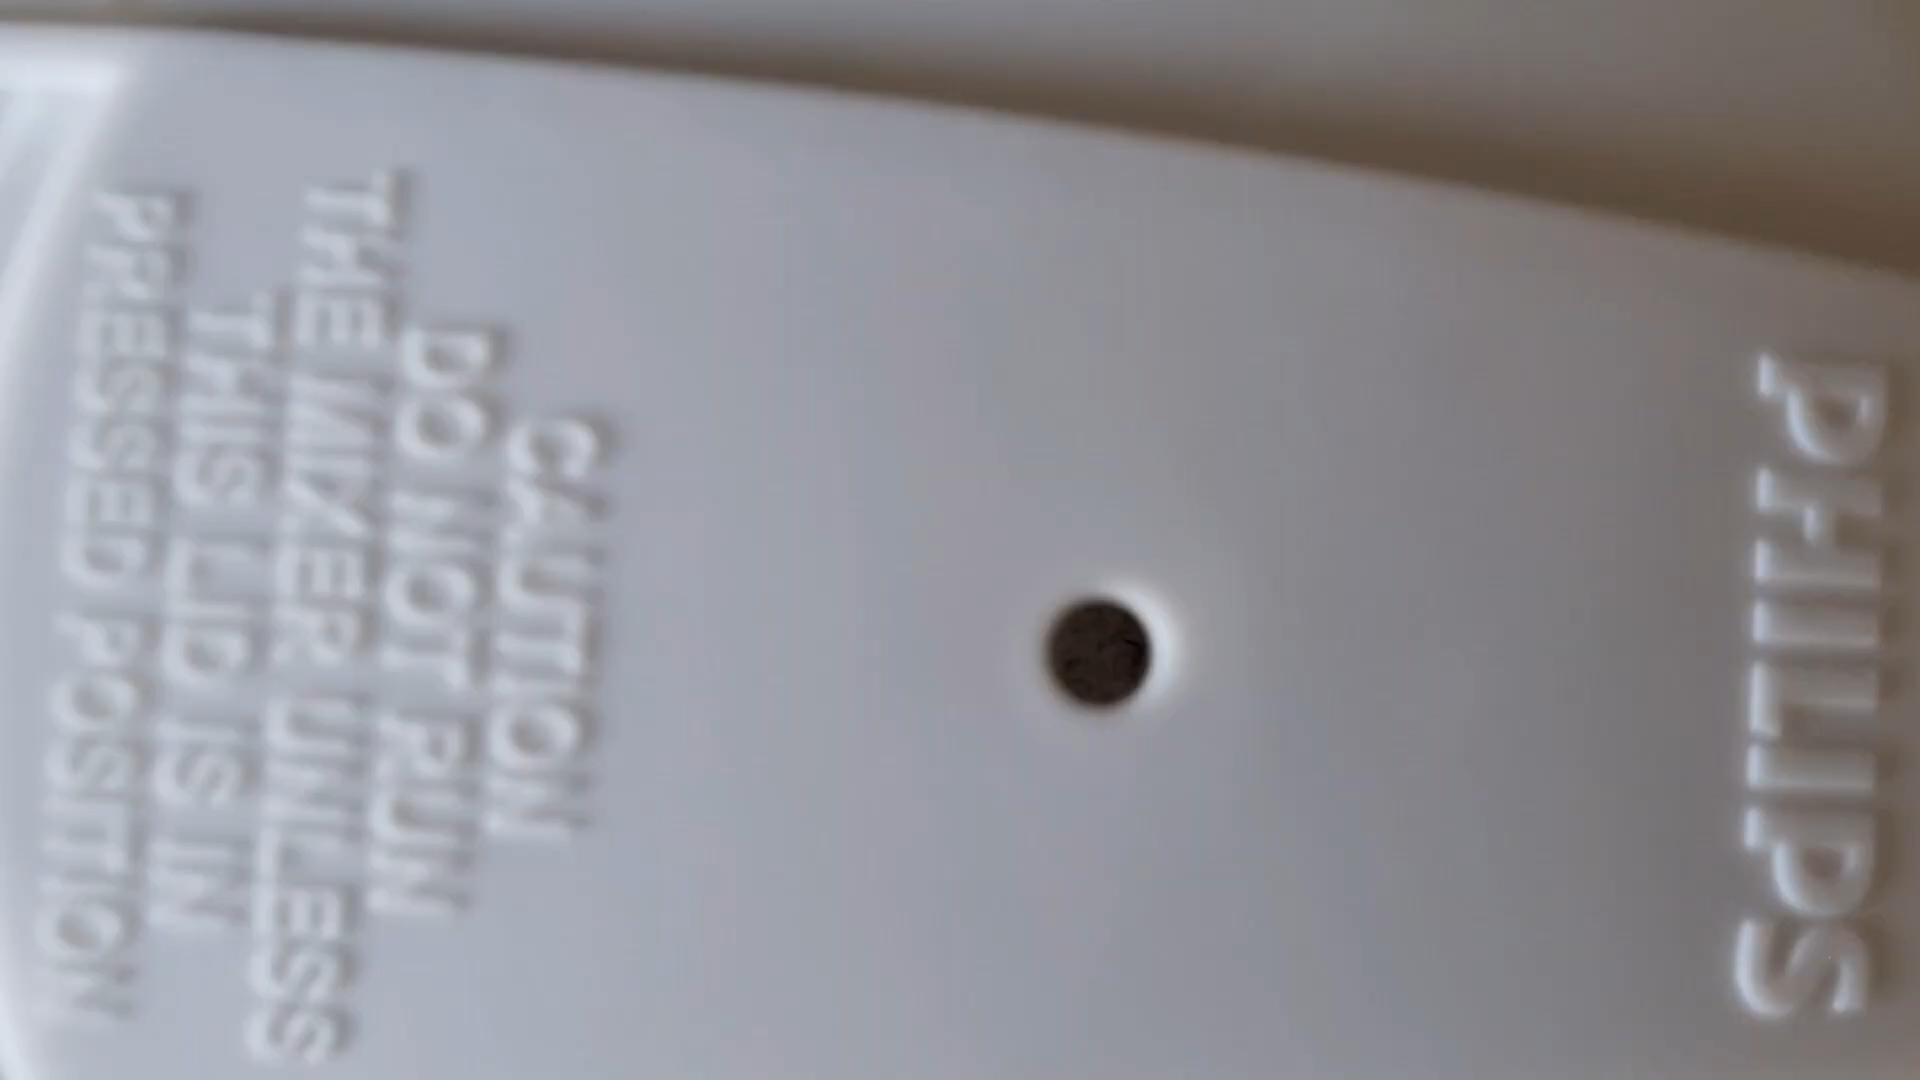 PHILIPS
CAUTION
DO NOT RUN
THE MIXER UNLESS
THIS LID IS IN
PRESSED POSITION